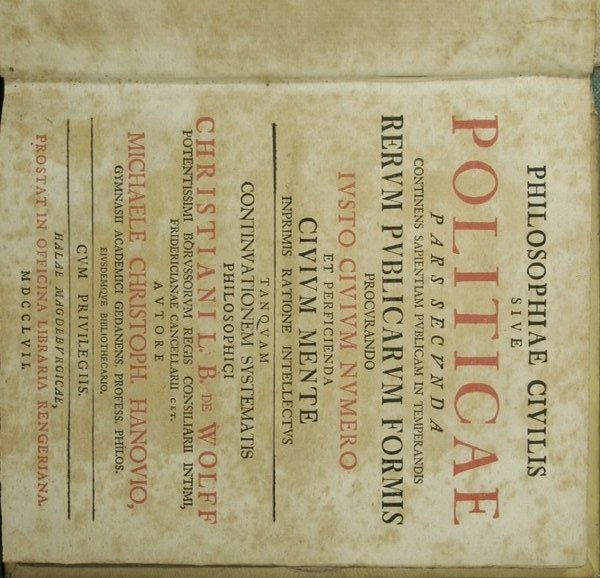 PHILOSOPHIAE CIVILIS
SIVE
POLITICAE
PARS SECVNDA
CONTINENS SAPIENTIAM PVBLICAM IN TEMPERANDIS
RERVM PVBLICARVM FORMIS
PROCVRANDO
IVSTO CIVIVM NVMERO
ET PERFICIENDA
CIVIVM MENTE
INPRIMIS RATIONE INTELLECTVS
TANQVAM
CONTINVATIONEM SYSTEMATIS
PHILOSOPHICI
CHRISTIANI L. B. DE WOLFF
POTENTISSIMI BORVSSORVM REGIS CONSILIARII INTIMI,
FRIDERICIANAE CANCELLARII CET.
AVTORE
MICHAELE CHRISTOPH. HANOVIO,
GYMNASII ACADEMICI GEDANENS. PROFESS. PHILOS.
EIVSDEMQVE BIBLIOTHECARIO.
CVM PRIVILEGIIS.
HALAE MAGDEBVRGICAE,
PROSTAT IN OFFICINA LIBRARIA RENGERIANA.
MDCCLVII.